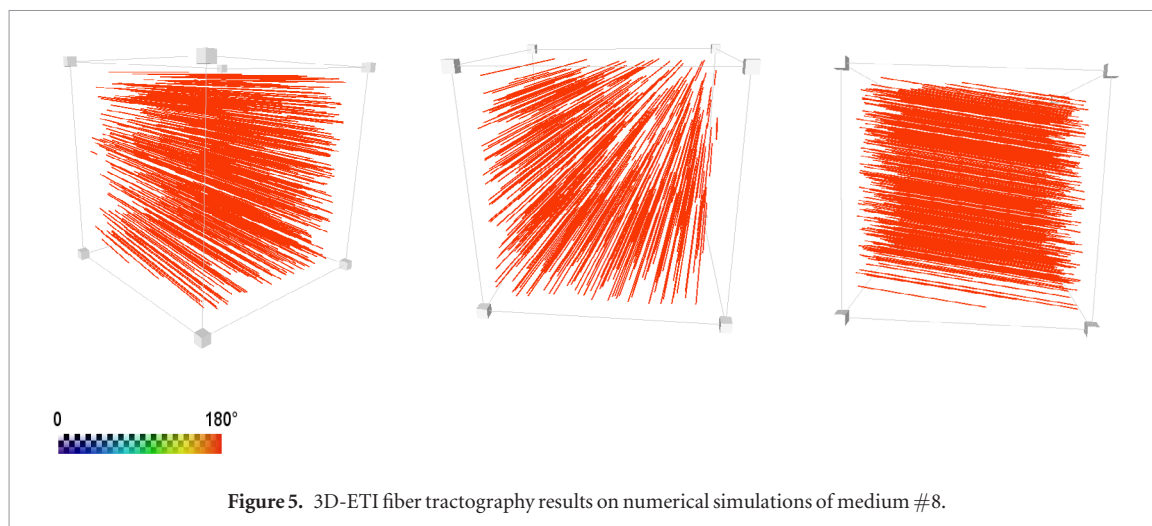 0 180°
Figure 5. 3D-ETI fiber tractography results on numerical simulations of medium #8.